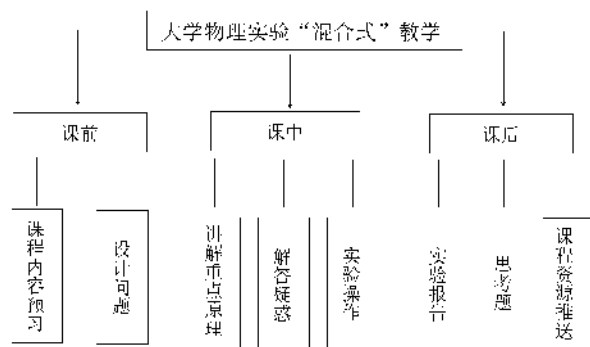 大学物理实验“混合式”教学
课前
课中
课后
课程内容预习
设计问题
讲解重点原理
解答疑惑
实验操作
实验报告
思考题
课程资源推送